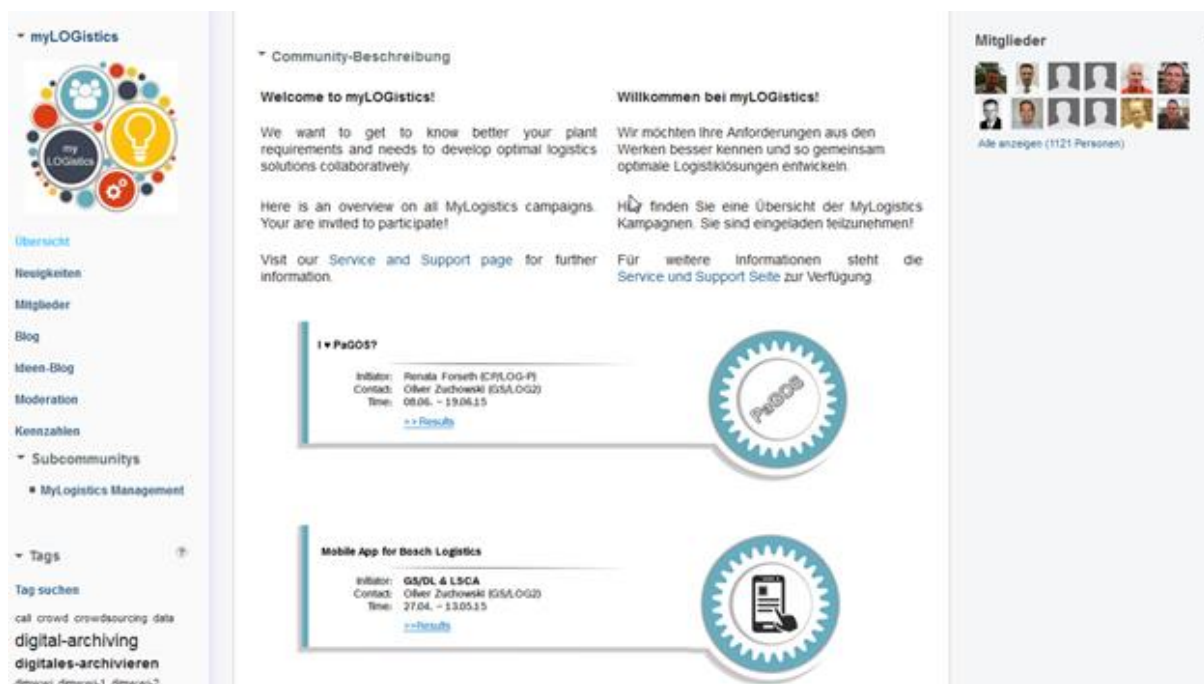 myLOGistics
my
LOGistics
Übersicht
Neuigkeiten
Mitglieder
Blog
Ideen-Blog
Moderation
Kennzahlen
Subcommunitys
MyLogistics Management
Tags
?
Tag suchen
call crowd crowdsourcing data
digital-archiving
digitales-archivieren
Community-Beschreibung
Welcome to myLOGistics!
We want to get to know better your plant
requirements and needs to develop optimal logistics
solutions collaboratively.
Here is an overview on all MyLogistics campaigns.
Your are invited to participate!
Visit our Service and Support page for further
information.
Willkommen bei myLOGistics!
Wir möchten Ihre Anforderungen aus den
Werken besser kennen und so gemeinsam
optimale Logistiklösungen entwickeln.
Hier finden Sie eine Übersicht der MyLogistics
Kampagnen. Sie sind eingeladen teilzunehmen!
Für weitere Informationen steht die
Service und Support Seite zur Verfügung.
I ♥ PaGOS?
Initiator: Renata Forseth (CP/LOG-P)
Contact: Oliver Zuchowski (GS/LOG2)
Time: 08.06. – 19.06.15
>>Results
PaGOS
Mobile App for Bosch Logistics
Initiator: GS/DL & LSCA
Contact: Oliver Zuchowski (GS/LOG2)
Time: 27.04. – 13.05.15
>>Results
Mitglieder
Alle anzeigen (1121 Personen)